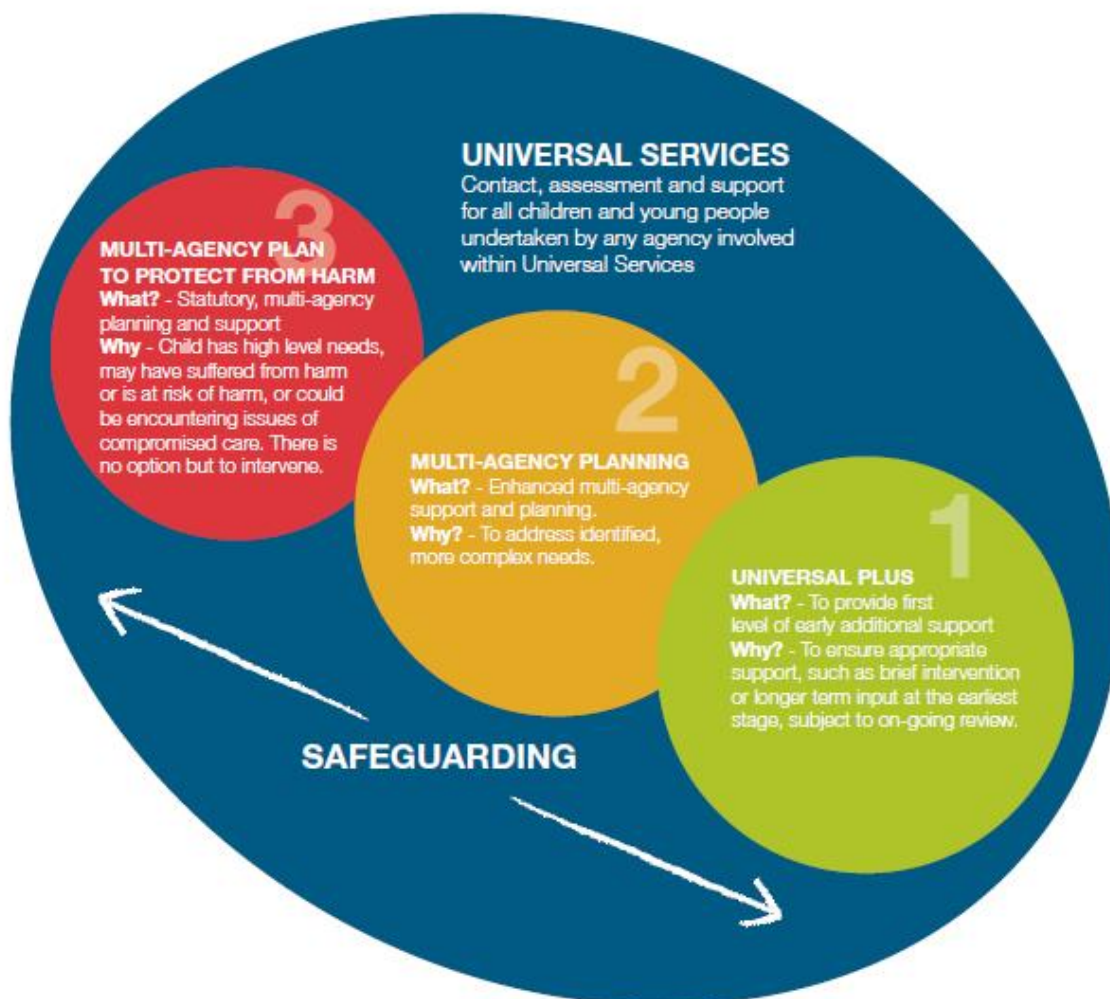 UNIVERSAL SERVICES
Contact, assessment and support
for all children and young people
undertaken by any agency involved
within Universal Services
3
MULTI-AGENCY PLAN
TO PROTECT FROM HARM
What? - Statutory, multi-agency
planning and support
Why - Child has high level needs,
may have suffered from harm
or is at risk of harm, or could
be encountering issues of
compromised care. There is
no option but to intervene.
2
MULTI-AGENCY PLANNING
What? - Enhanced multi-agency
support and planning.
Why? - To address identified,
more complex needs.
1
UNIVERSAL PLUS
What? - To provide first
level of early additional support
Why? - To ensure appropriate
support, such as brief intervention
or longer term input at the earliest
stage, subject to on-going review.
SAFEGUARDING